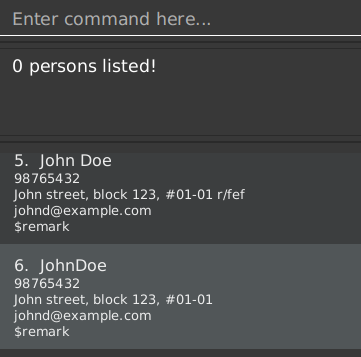 Enter command here...
0 persons listed!
5. John Doe
98765432
John street, block 123, #01-01 r/fef
johnd@example.com
$remark
6. JohnDoe
98765432
John street, block 123, #01-01
johnd@example.com
$remark